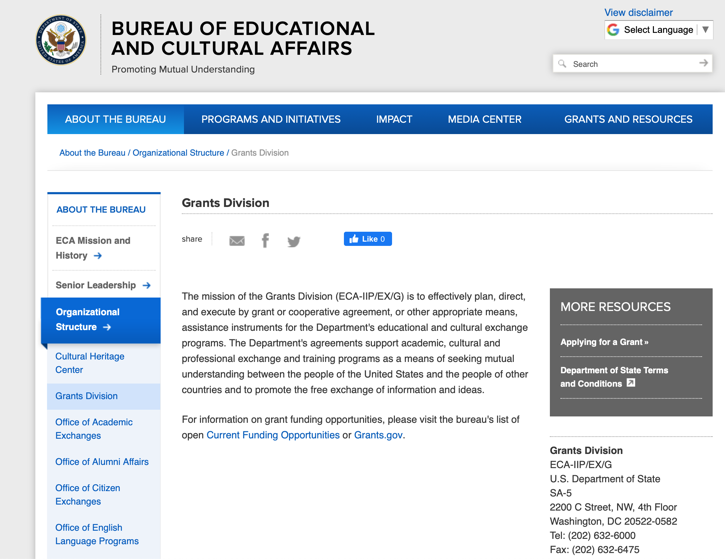 View disclaimer
BUREAU OF EDUCATIONAL
AND CULTURAL AFFAIRS
Promoting Mutual Understanding
Select Language ▼
Search
ABOUT THE BUREAU PROGRAMS AND INITIATIVES IMPACT MEDIA CENTER GRANTS AND RESOURCES
About the Bureau / Organizational Structure / Grants Division
ABOUT THE BUREAU
ECA Mission and
History →
Senior Leadership →
Organizational
Structure →
Cultural Heritage
Center
Grants Division
Office of Academic
Exchanges
Office of Alumni Affairs
Office of Citizen
Exchanges
Office of English
Language Programs
Grants Division
share
Like 0
The mission of the Grants Division (ECA-IIP/EX/G) is to effectively plan, direct,
and execute by grant or cooperative agreement, or other appropriate means,
assistance instruments for the Department's educational and cultural exchange
programs. The Department's agreements support academic, cultural and
professional exchange and training programs as a means of seeking mutual
understanding between the people of the United States and the people of other
countries and to promote the free exchange of information and ideas.
For information on grant funding opportunities, please visit the bureau's list of
open Current Funding Opportunities or Grants.gov.
MORE RESOURCES
Applying for a Grant »
Department of State Terms
and Conditions
Grants Division
ECA-IIP/EX/G
U.S. Department of State
SA-5
2200 C Street, NW, 4th Floor
Washington, DC 20522-0582
Tel: (202) 632-6000
Fax: (202) 632-6475